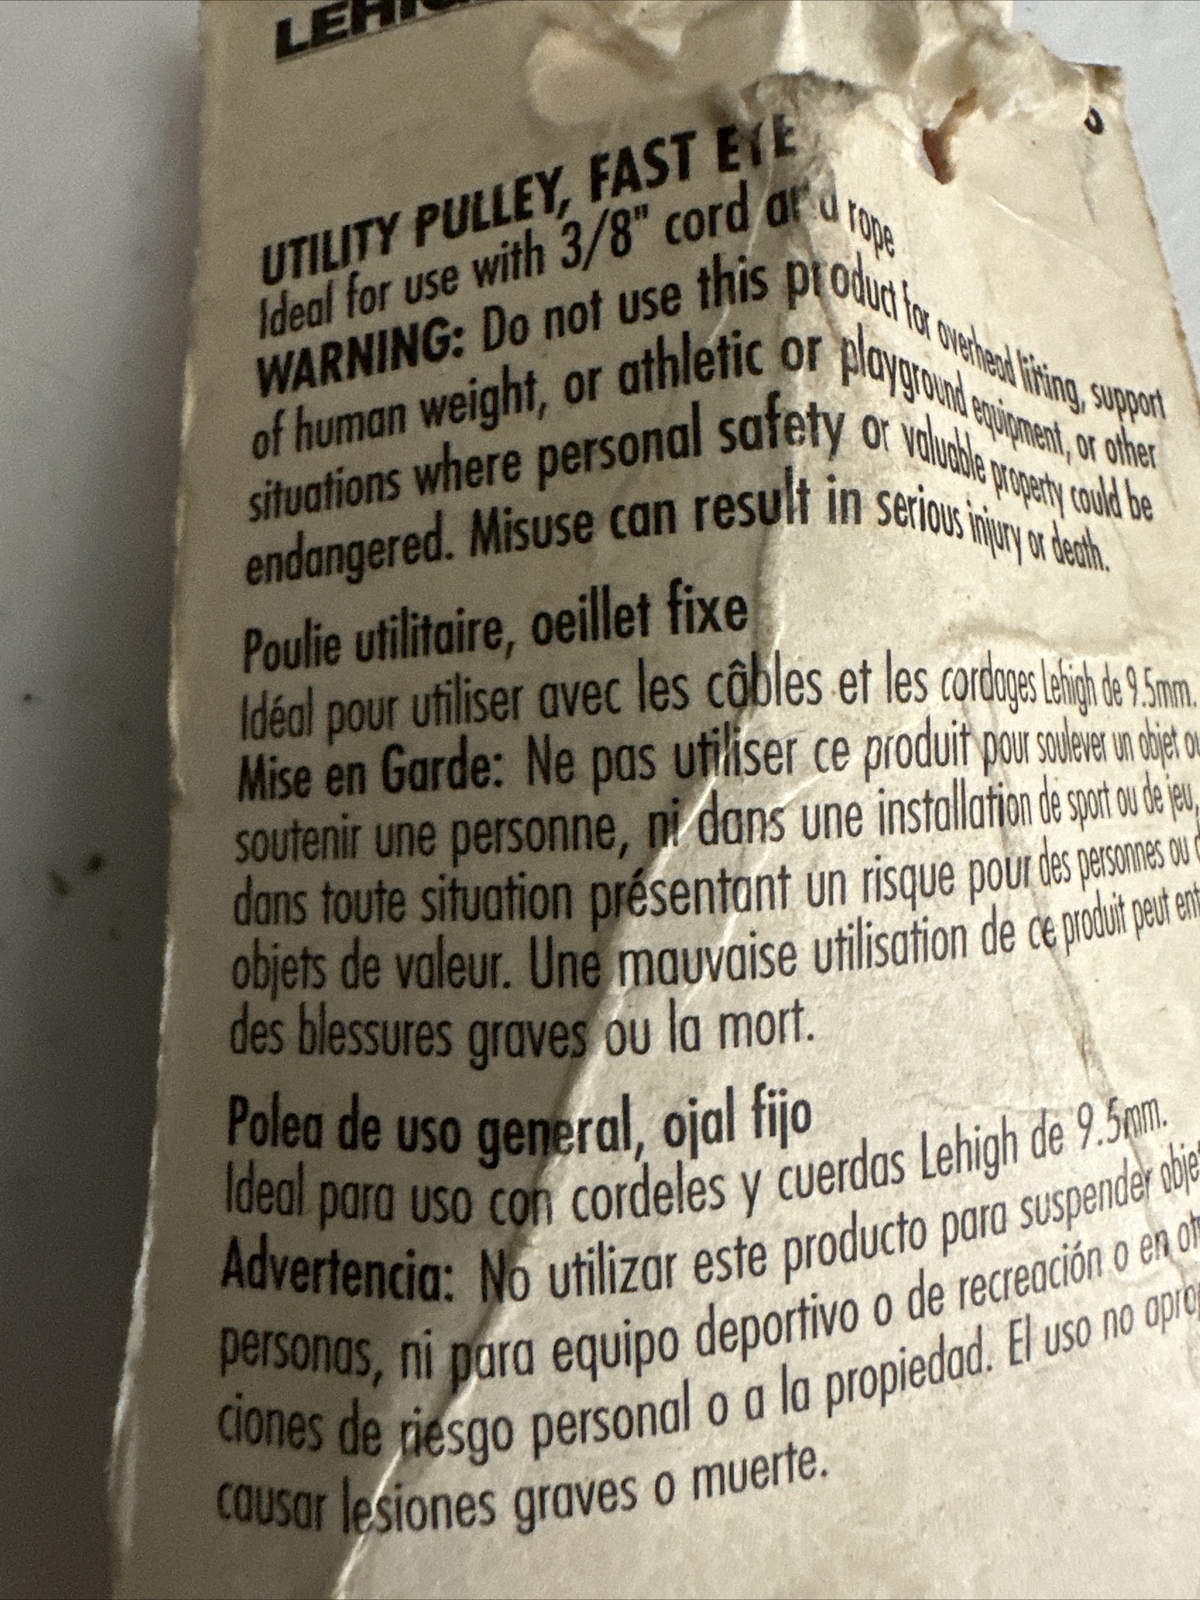 LEHIG
UTILITY PULLEY, FAST EYE
Ideal for use with 3/8" cord and rope
WARNING: Do not use this product for overhead lifting, support
of human weight, or athletic or playground equipment, or other
situations where personal safety or valuable property could be
endangered. Misuse can result in serious injury or death.
Poulie utilitaire, oeillet fixe
Idéal pour utiliser avec les câbles et les cordages Lehigh de 9.5mm.
Mise en Garde: Ne pas utiliser ce produit pour soulever un objet ou
soutenir une personne, ni dans une installation de sport ou de jeu,
dans toute situation présentant un risque pour des personnes ou
objets de valeur. Une mauvaise utilisation de ce produit peut ent
des blessures graves ou la mort.
Polea de uso general, ojal fijo
Ideal para uso con cordeles y cuerdas Lehigh de 9.5mm.
Advertencia: No utilizar este producto para suspender obje
personas, ni para equipo deportivo o de recreación o en ot
ciones de riesgo personal o a la propiedad. El uso no aprop
causar lesiones graves o muerte.